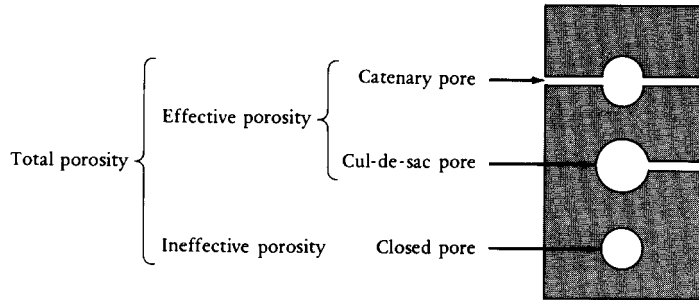 Catenary pore
Effective porosity
Total porosity
Cul-de-sac pore
Ineffective porosity
Closed pore